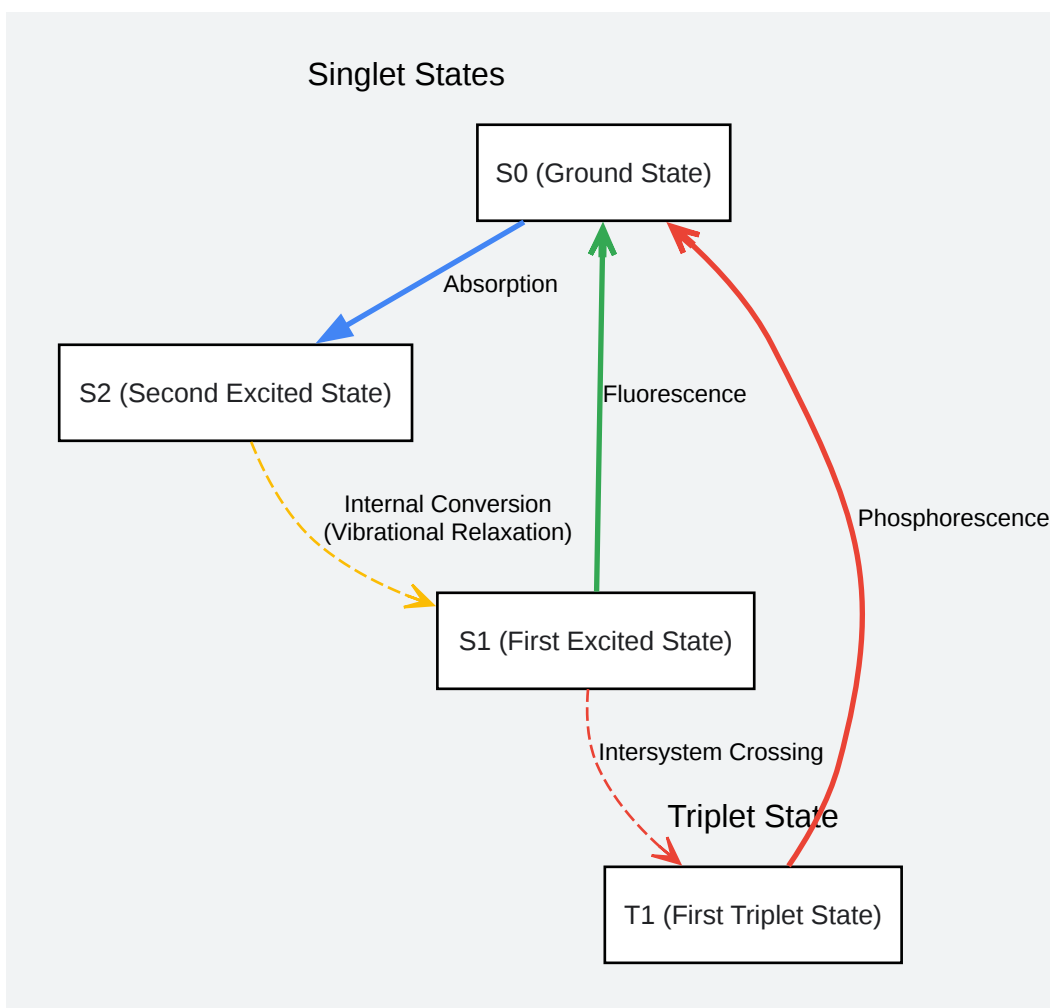 Singlet States
S0 (Ground State)
Absorption
S2 (Second Excited State)
Fluorescence
Internal Conversion
(Vibrational Relaxation)
Phosphorescence
S1 (First Excited State)
Intersystem Crossing
Triplet State
T1 (First Triplet State)